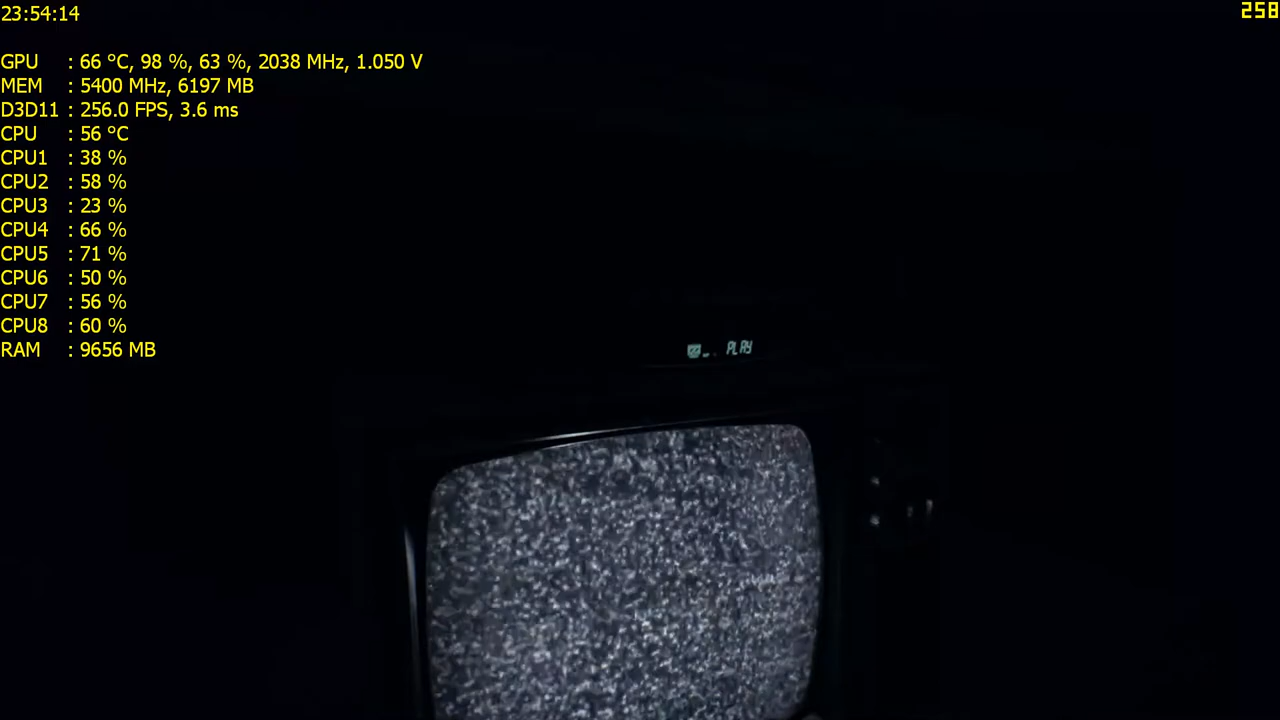 23:54:14
258
GPU : 66 °C, 98 %, 63 %, 2038 MHz, 1.050 V
MEM : 5400 MHz, 6197 MB
D3D11 : 256.0 FPS, 3.6 ms
CPU : 56 °C
CPU1 : 38 %
CPU2 : 58 %
CPU3 : 23 %
CPU4 : 66 %
CPU5 : 71 %
CPU6 : 50 %
CPU7 : 56 %
CPU8 : 60 %
RAM : 9656 MB
PLAY